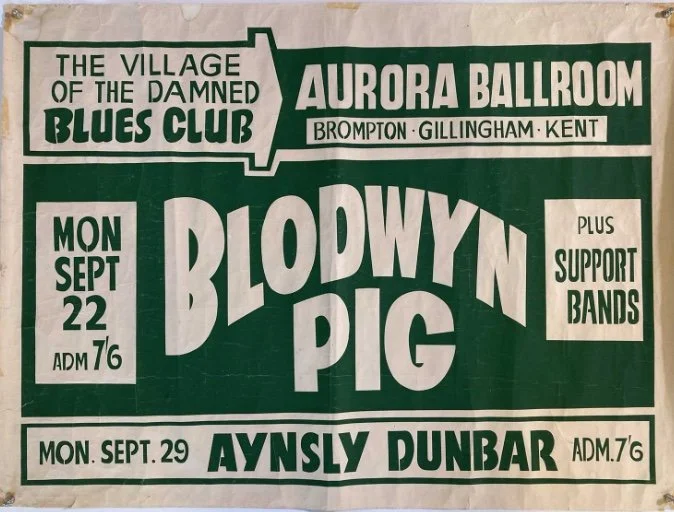 THE VILLAGE
OF THE DAMNED
BLUES CLUB
AURORA BALLROOM
BROMPTON · GILLINGHAM · KENT
MON
SEPT
22
ADM 7'6
BLODWYN
PIG
PLUS
SUPPORT
BANDS
MON. SEPT. 29 AYNSLY DUNBAR ADM. 7'6